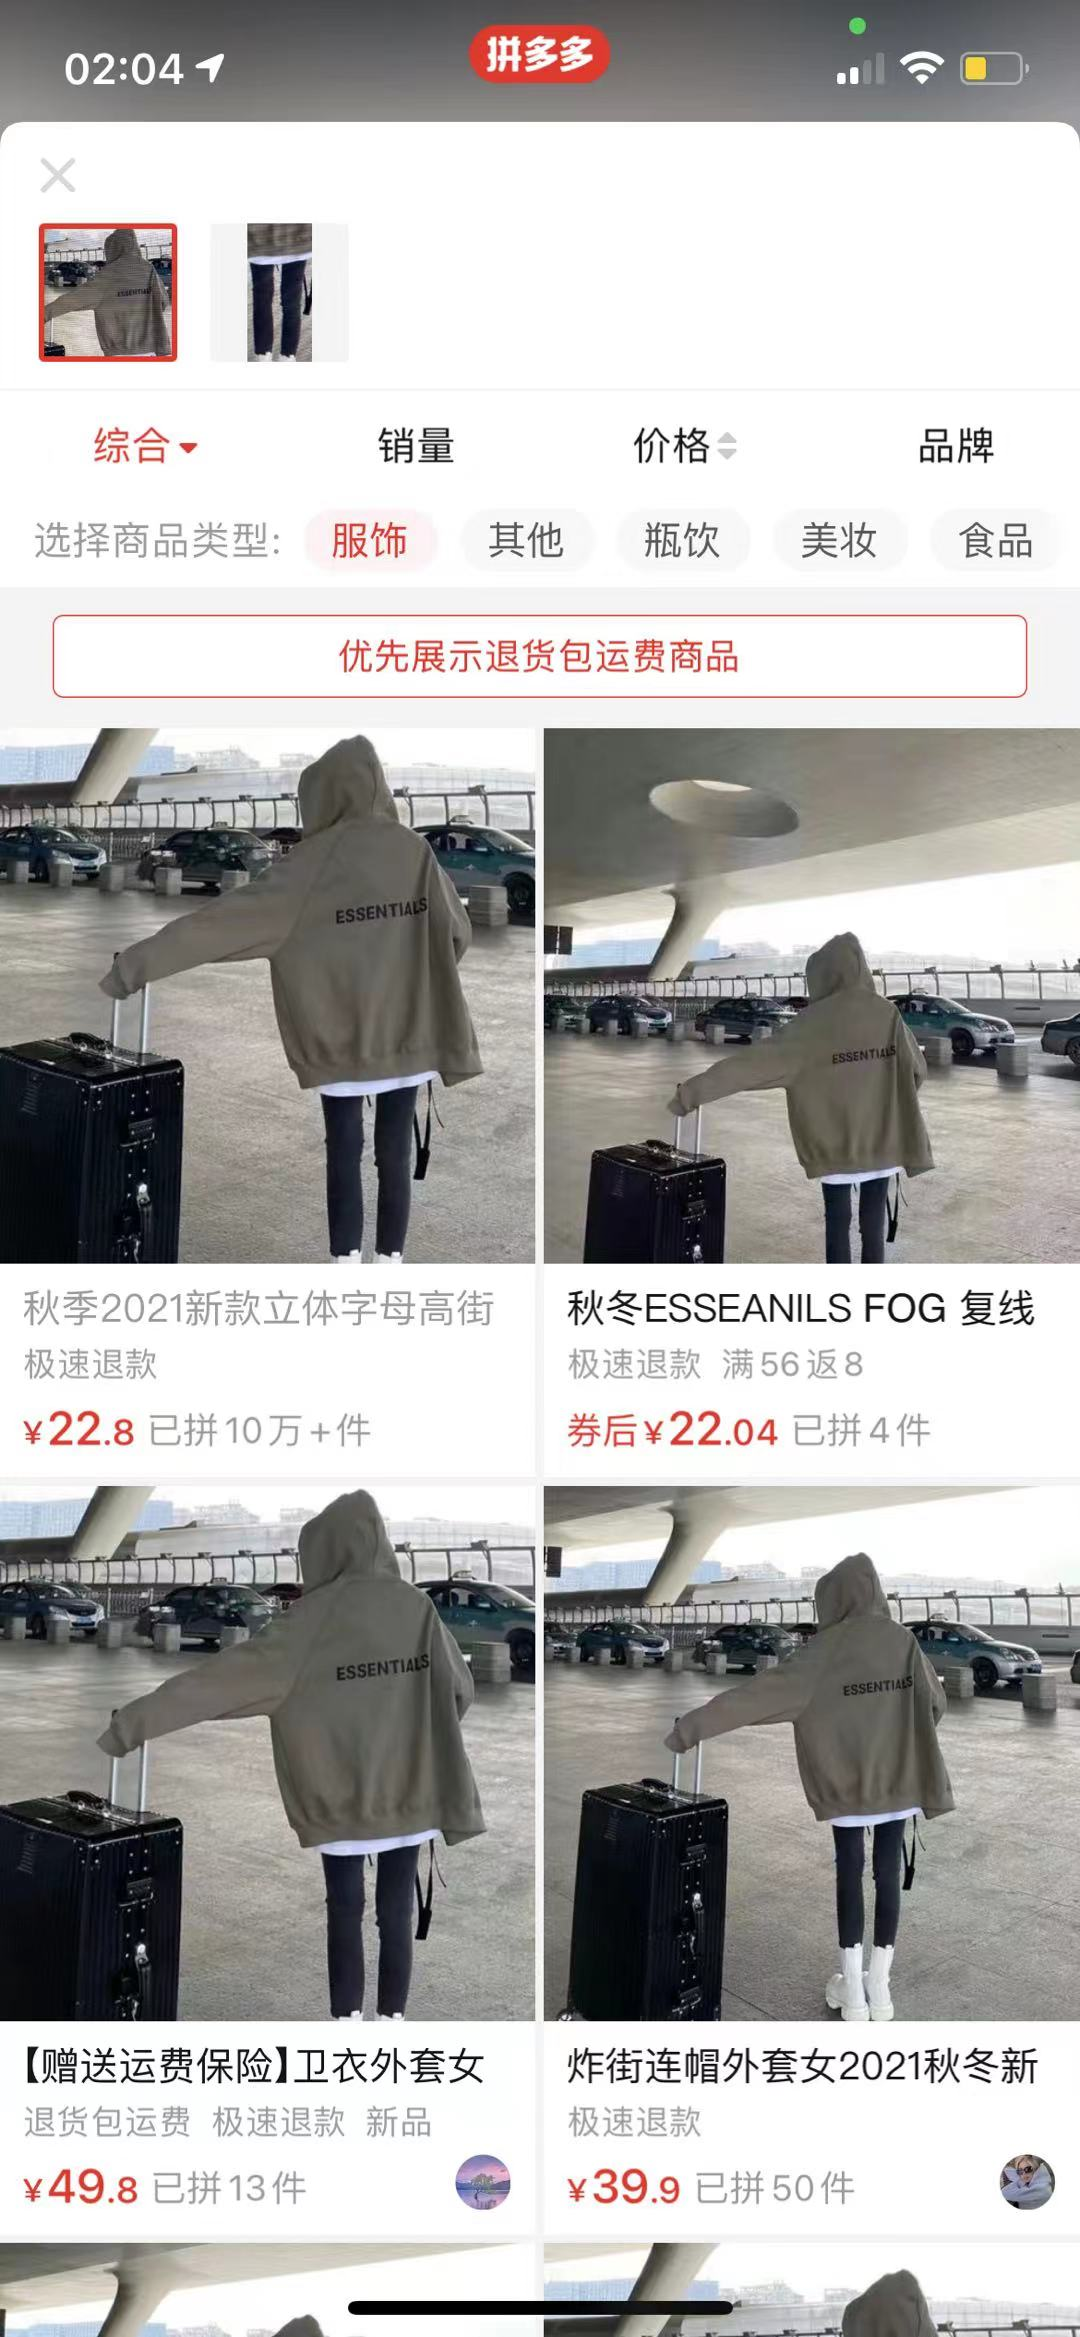 02:04
拼多多
ESSENTIAL
综合
销量
价格
品牌
选择商品类型:
服饰
其他
瓶饮
美妆
食品
优先展示退货包运费商品
ESSENTIALS
ESSENTIALS
秋季2021新款立体字母高街
极速退款
¥22.8 已拼10万+件
秋冬ESSEANILS FOG 复线
极速退款 满56返8
券后¥22.04 已拼4件
ESSENTIALS
ESSENTIALS
【赠送运费保险】卫衣外套女
退货包运费 极速退款 新品
¥49.8 已拼13件
炸街连帽外套女2021秋冬新
极速退款
¥39.9 已拼50件